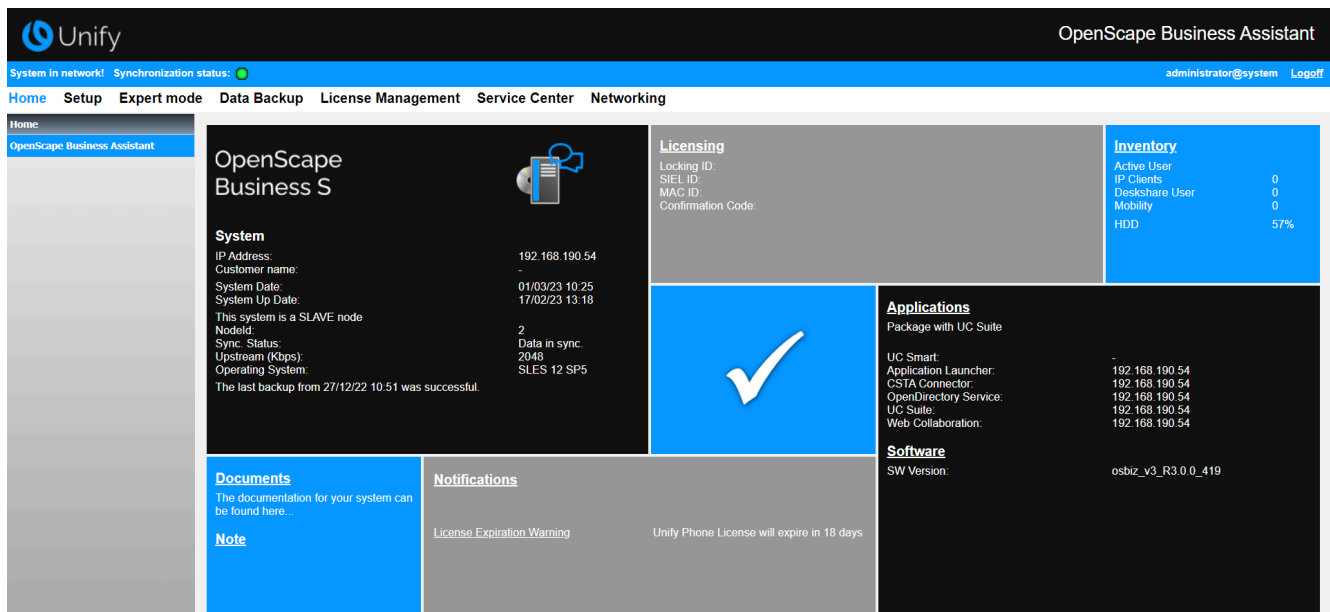 Unify
OpenScape Business Assistant
System in network! Synchronization status:
administrator@system Logoff
Home Setup Expert mode Data Backup License Management Service Center Networking
Home
OpenScape Business Assistant
OpenScape
Business S
System
IP Address: 192.168.190.54
Customer name: -
System Date: 01/03/23 10:25
System Up Date: 17/02/23 13:18
This system is a SLAVE node
NodeId: 2
Sync. Status: Data in sync.
Upstream (Kbps): 2048
Operating System: SLES 12 SP5
The last backup from 27/12/22 10:51 was successful.
Licensing
Locking ID:
SIEL ID:
MAC ID:
Confirmation Code:
Inventory
Active User
IP Clients 0
Deskshare User 0
Mobility 0
HDD 57%
Applications
Package with UC Suite
UC Smart: -
Application Launcher: 192.168.190.54
CSTA Connector: 192.168.190.54
OpenDirectory Service: 192.168.190.54
UC Suite: 192.168.190.54
Web Collaboration: 192.168.190.54
Software
SW Version: osbiz_v3_R3.0.0_419
Documents
The documentation for your system can
be found here...
Note
Notifications
License Expiration Warning Unify Phone License will expire in 18 days